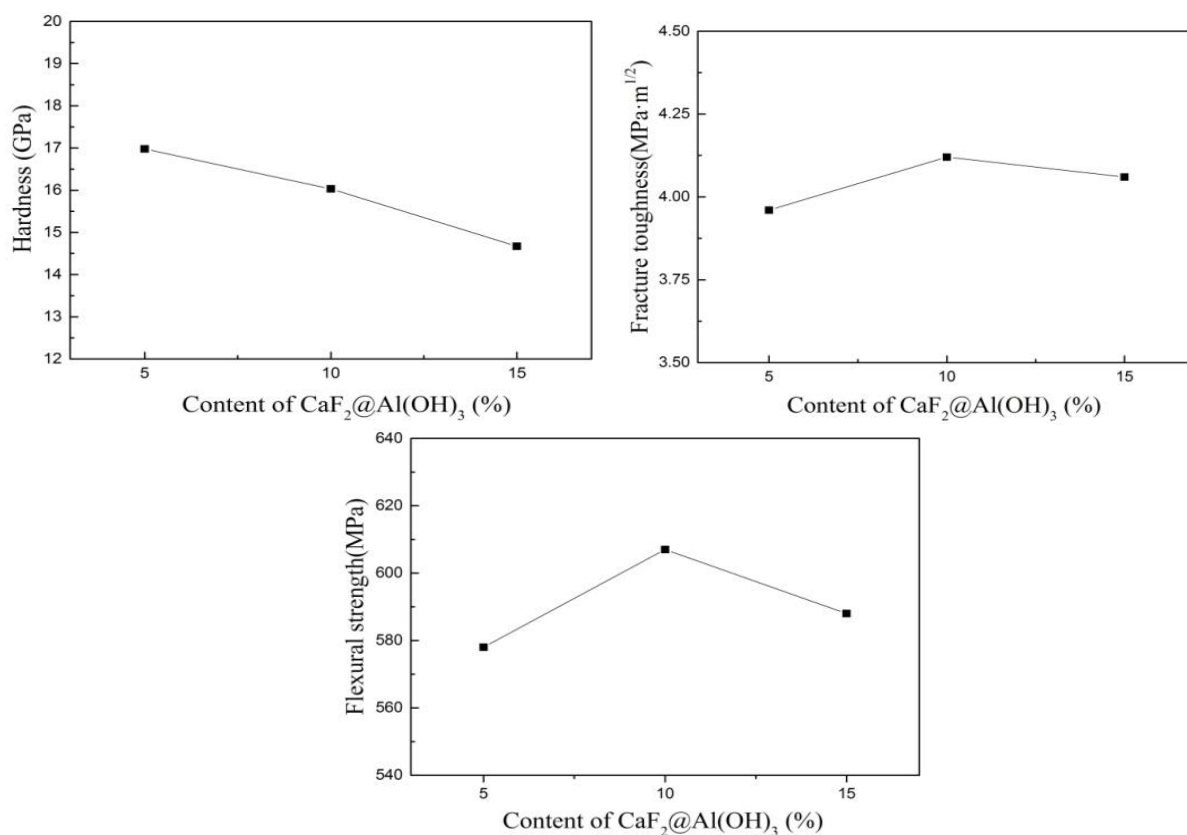 Hardness (GPa)
20
19
18
17
16
15
14
13
12
5 10 15
Content of CaF₂@Al(OH)₃ (%)
Fracture toughness(MPa·m¹/²)
4.50
4.25
4.00
3.75
3.50
5 10 15
Content of CaF₂@Al(OH)₃ (%)
Flexural strength(MPa)
640
620
600
580
560
540
5 10 15
Content of CaF₂@Al(OH)₃ (%)